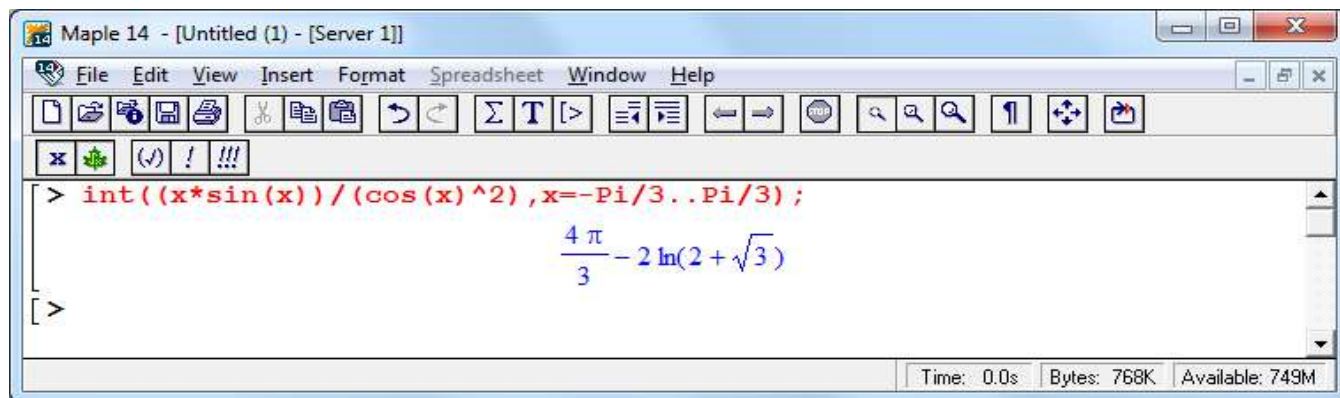 Maple 14 - [Untitled (1) - [Server 1]]
File Edit View Insert Format Spreadsheet Window Help
Σ T [>
x (√) ! !!!
[ > int((x*sin(x))/(cos(x)^2),x=-Pi/3..Pi/3);
4 π / 3 − 2 ln(2 + √3)
[ >
Time: 0.0s Bytes: 768K Available: 749M